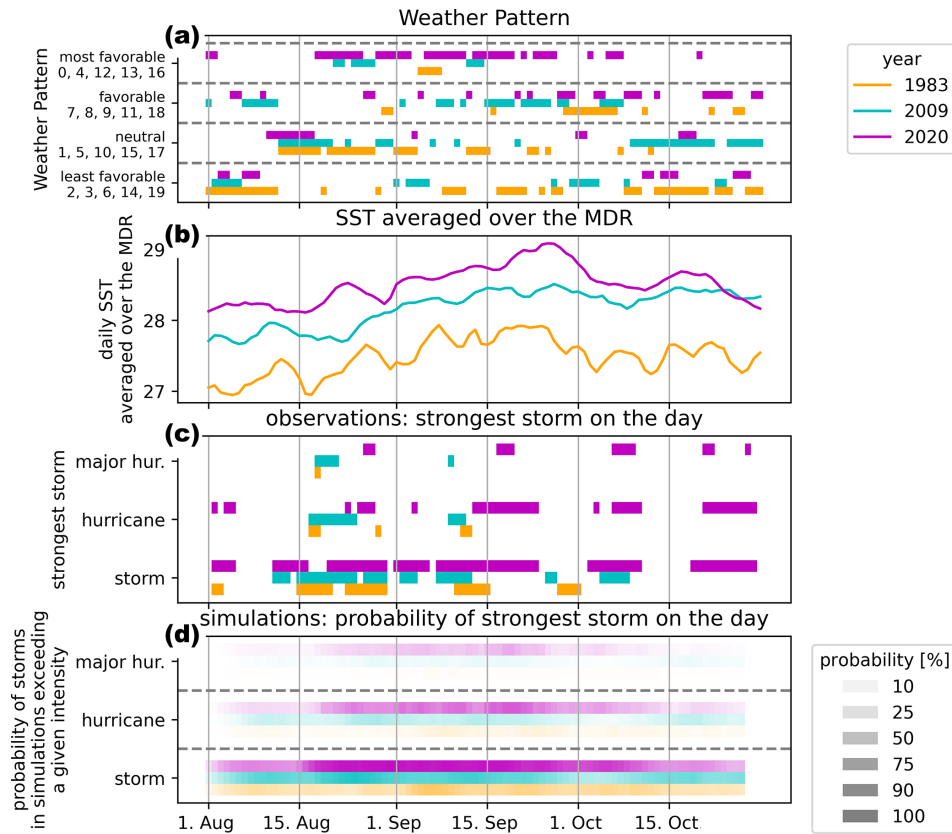 Weather Pattern
(a)
Weather Pattern
most favorable
0, 4, 12, 13, 16
favorable
7, 8, 9, 11, 18
neutral
1, 5, 10, 15, 17
least favorable
2, 3, 6, 14, 19
year
1983
2009
2020
SST averaged over the MDR
(b)
daily SST
averaged over the MDR
29
28
27
observations: strongest storm on the day
(c)
strongest storm
major hur.
hurricane
storm
simulations: probability of strongest storm on the day
(d)
probability of storms
in simulations exceeding
a given intensity
major hur.
hurricane
storm
probability [%]
10
25
50
75
90
100
1. Aug 15. Aug 1. Sep 15. Sep 1. Oct 15. Oct.